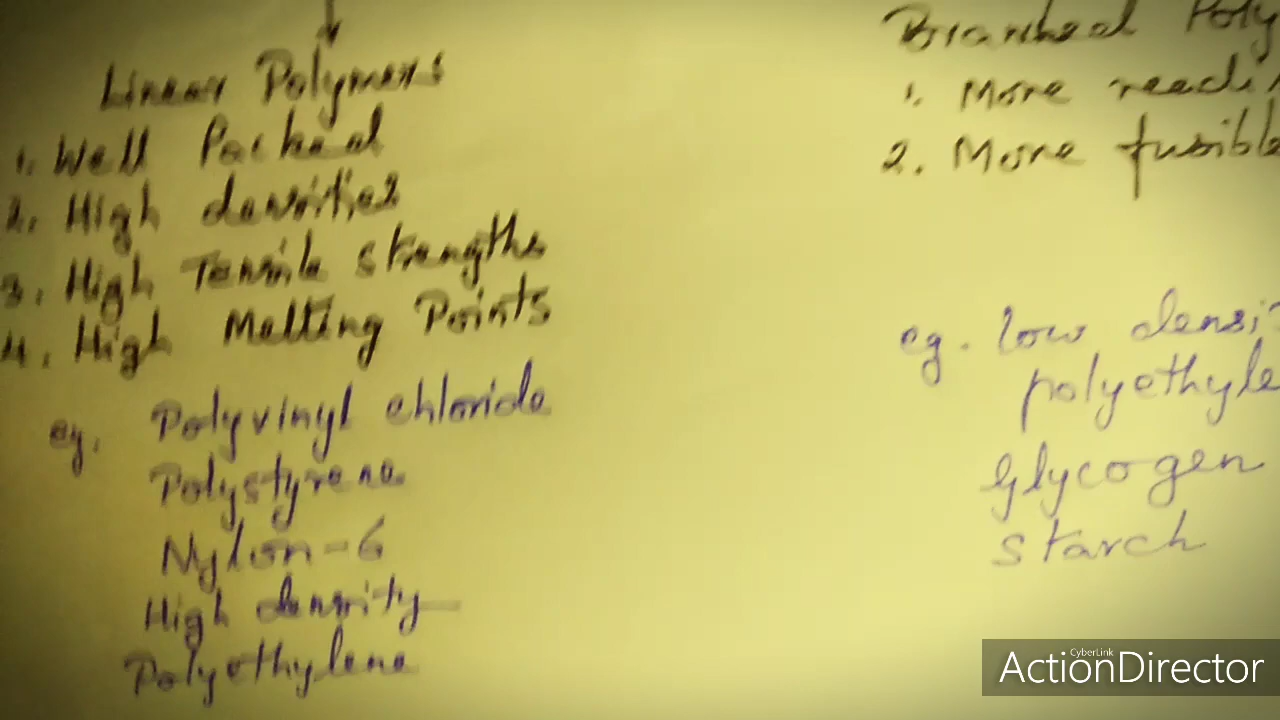 Linear Polymers
1. Well Packed
2. High densities
3. High Tensile strengths
4. High Melting Points
eg. Polyvinyl chloride
Polystyrene
Nylon-6
High density
Polyethylene
Branched Poly
1. More readi
2. More fusible
eg. low densi
polyethyle
Glycogen
starch
CyberLink
ActionDirector